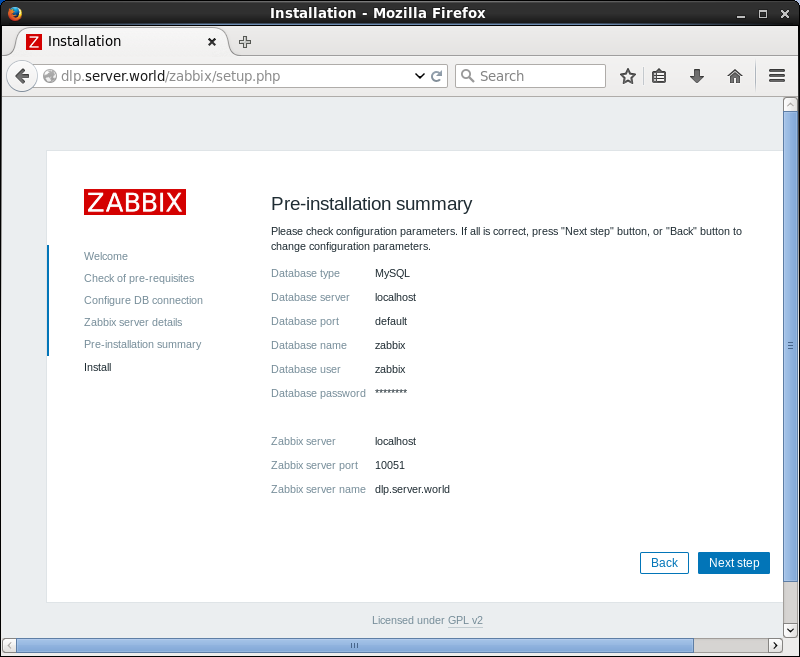 Installation - Mozilla Firefox
Z Installation
dlp.server.world/zabbix/setup.php
Search
ZABBIX
Welcome
Check of pre-requisites
Configure DB connection
Zabbix server details
Pre-installation summary
Install
Pre-installation summary
Please check configuration parameters. If all is correct, press "Next step" button, or "Back" button to
change configuration parameters.
Database type MySQL
Database server localhost
Database port default
Database name zabbix
Database user zabbix
Database password ********
Zabbix server localhost
Zabbix server port 10051
Zabbix server name dlp.server.world
Back Next step
Licensed under GPL v2